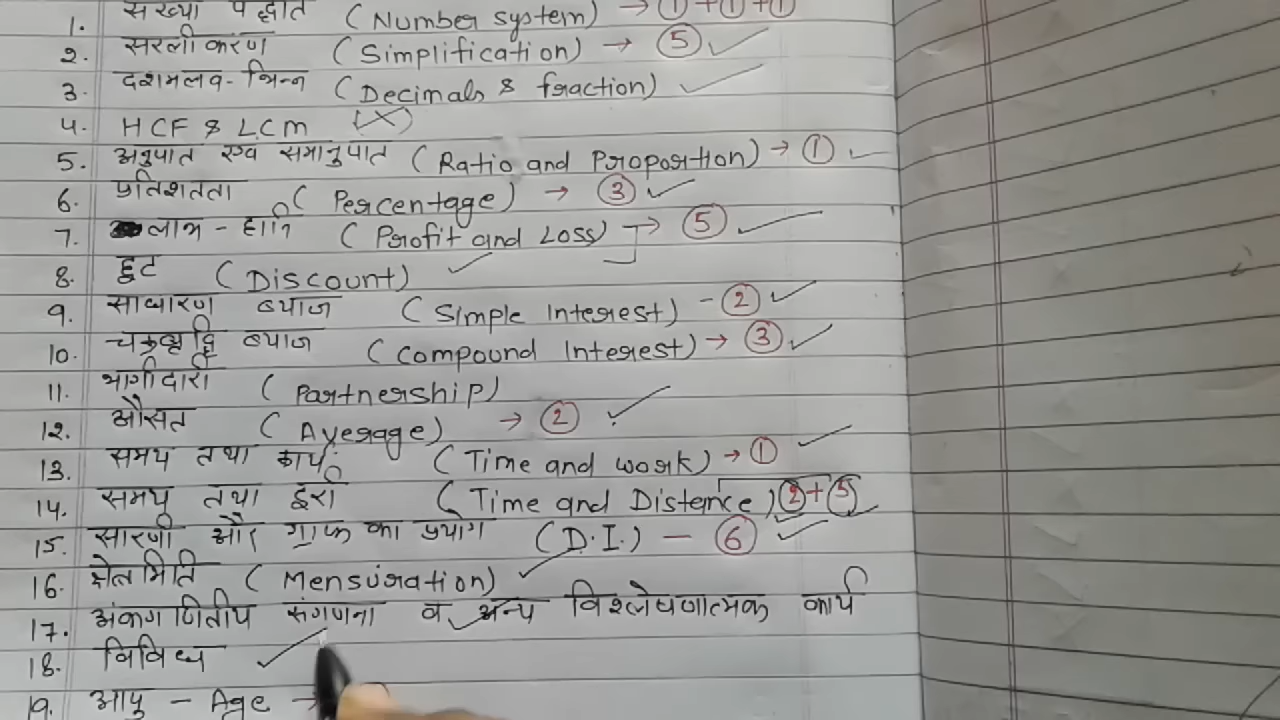 1. संख्या पद्धति (Number system) → ① + ① + ①
2. सरलीकरण (Simplification) → ⑤ ✓
3. दशमलव - भिन्न (Decimals & fraction) ✓
4. HCF & LCM (X)
5. अनुपात एवं समानुपात (Ratio and Proportion) → ① ✓
6. प्रतिशतता (Percentage) → ③ ✓
7. लाभ - हानि (Profit and Loss) → ⑤ ✓
8. छुट (Discount) ✓
9. साधारण ब्याज (Simple Interest) - ② ✓
10. चक्रवृद्धि ब्याज (Compound Interest) → ③ ✓
11. भागीदारी (Partnership)
12. औसत (Average) → ② ✓
13. समय तथा कार्य (Time and work) → ① ✓
14. समय तथा दूरी (Time and Distance) ② +
15. सारणी और ग्राफ का प्रयोग (D.I.) — ⑥ ✓
16. क्षेत्रमिति (Mensuration) ✓
17. अंकगणितीय संगणना व अन्य विश्लेषणात्मक कार्य
18. विविध ✓
19. आयु - Age →